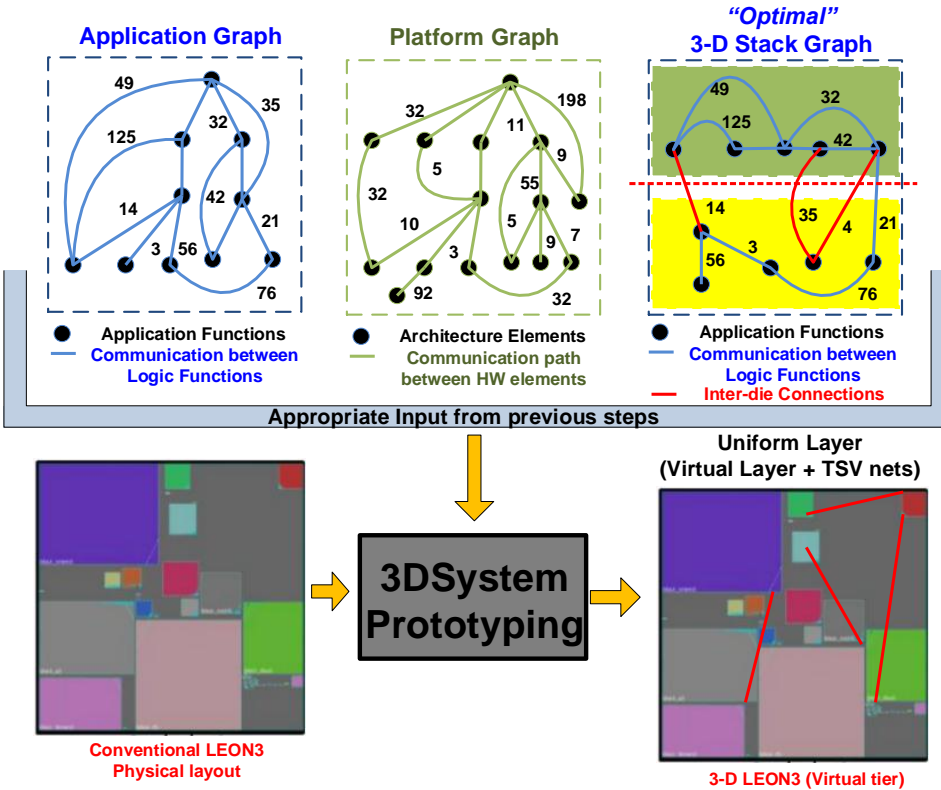 Application Graph
Platform Graph
"Optimal"
3-D Stack Graph
49
35
32
125
42
14
3
56
21
76
32
198
11
5
9
32
55
10
5
9
7
3
92
32
49
32
125
42
14
35
4
21
56
3
76
Application Functions
Communication between
Logic Functions
Architecture Elements
Communication path
between HW elements
Application Functions
Communication between
Logic Functions
Inter-die Connections
Appropriate Input from previous steps
Uniform Layer
(Virtual Layer + TSV nets)
3DSystem
Prototyping
Conventional LEON3
Physical layout
3-D LEON3 (Virtual tier)